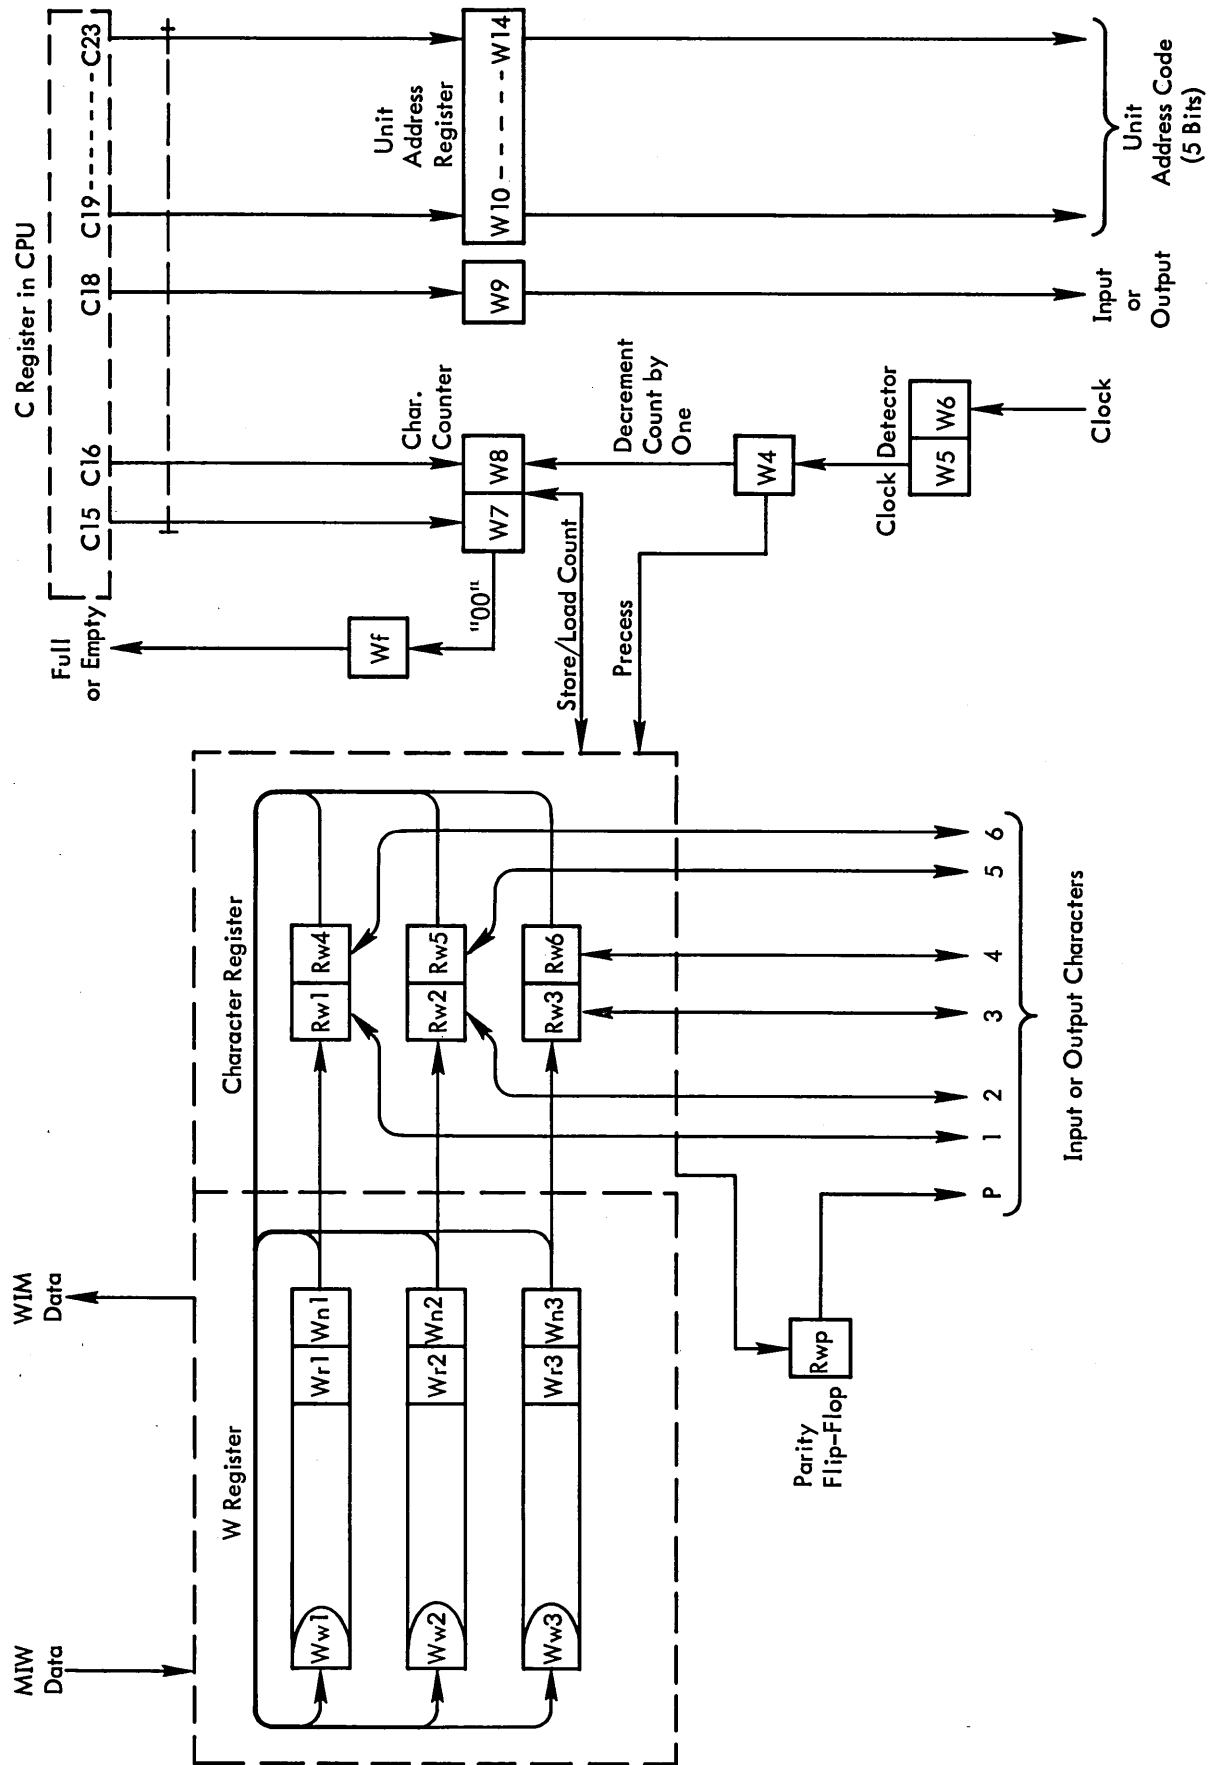 C Register in CPU
C15
C16
C18
C19
C23
Full
or Empty
Wf
"00"
Char.
Counter
W7
W8
W9
Unit
Address
Register
W10
W14
MIW
Data
WIM
Data
W Register
Character Register
Ww1
Wr1
Wn1
Rw1
Rw4
Ww2
Wr2
Wn2
Rw2
Rw5
Ww3
Wr3
Wn3
Rw3
Rw6
Store/Load Count
Precess
Decrement
Count by
One
W4
Clock Detector
W5
W6
Clock
Input
or
Output
Unit
Address Code
(5 Bits)
Parity
Flip-Flop
Rwp
P
1
2
3
4
5
6
Input or Output Characters